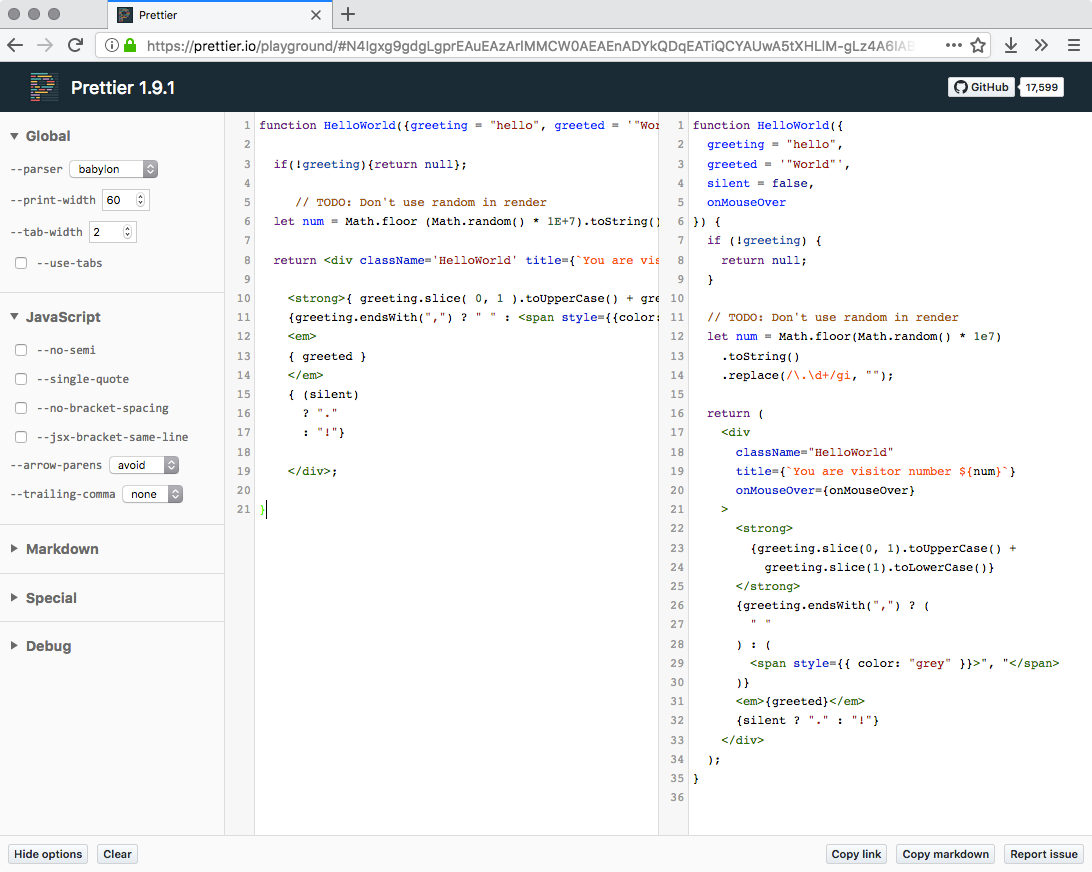 Prettier
https://prettier.io/playground/#N4Igxg9gdgLgprEAuEAzArlMMCW0AEAEnADYkQDqEATiQCYAUwA5tXHLIM-gLz4A6IAB
Prettier 1.9.1
GitHub 17,599
Global
--parser babylon
--print-width 60
--tab-width 2
--use-tabs
JavaScript
--no-semi
--single-quote
--no-bracket-spacing
--jsx-bracket-same-line
--arrow-parens avoid
--trailing-comma none
Markdown
Special
Debug
1 function HelloWorld({greeting = "hello", greeted = '"Wor
2
3 if(!greeting){return null};
4
5 // TODO: Don't use random in render
6 let num = Math.floor (Math.random() * 1E+7).toString()
7
8 return <div className='HelloWorld' title={`You are vis
9
10 <strong>{ greeting.slice( 0, 1 ).toUpperCase() + gre
11 {greeting.endsWith(",") ? " " : <span style={{color:
12 <em>
13 { greeted }
14 </em>
15 { (silent)
16 ? "."
17 : "!"}
18
19 </div>;
20
21 }
1 function HelloWorld({
2 greeting = "hello",
3 greeted = '"World"',
4 silent = false,
5 onMouseOver
6 }) {
7 if (!greeting) {
8 return null;
9 }
10
11 // TODO: Don't use random in render
12 let num = Math.floor(Math.random() * 1e7)
13 .toString()
14 .replace(/\.\d+/gi, "");
15
16 return (
17 <div
18 className="HelloWorld"
19 title={`You are visitor number ${num}`}
20 onMouseOver={onMouseOver}
21 >
22 <strong>
23 {greeting.slice(0, 1).toUpperCase() +
24 greeting.slice(1).toLowerCase()}
25 </strong>
26 {greeting.endsWith(",") ? (
27 " "
28 ) : (
29 <span style={{ color: "grey" }}>", "</span>
30 )}
31 <em>{greeted}</em>
32 {silent ? "." : "!"}
33 </div>
34 );
35 }
36
Hide options
Clear
Copy link
Copy markdown
Report issue